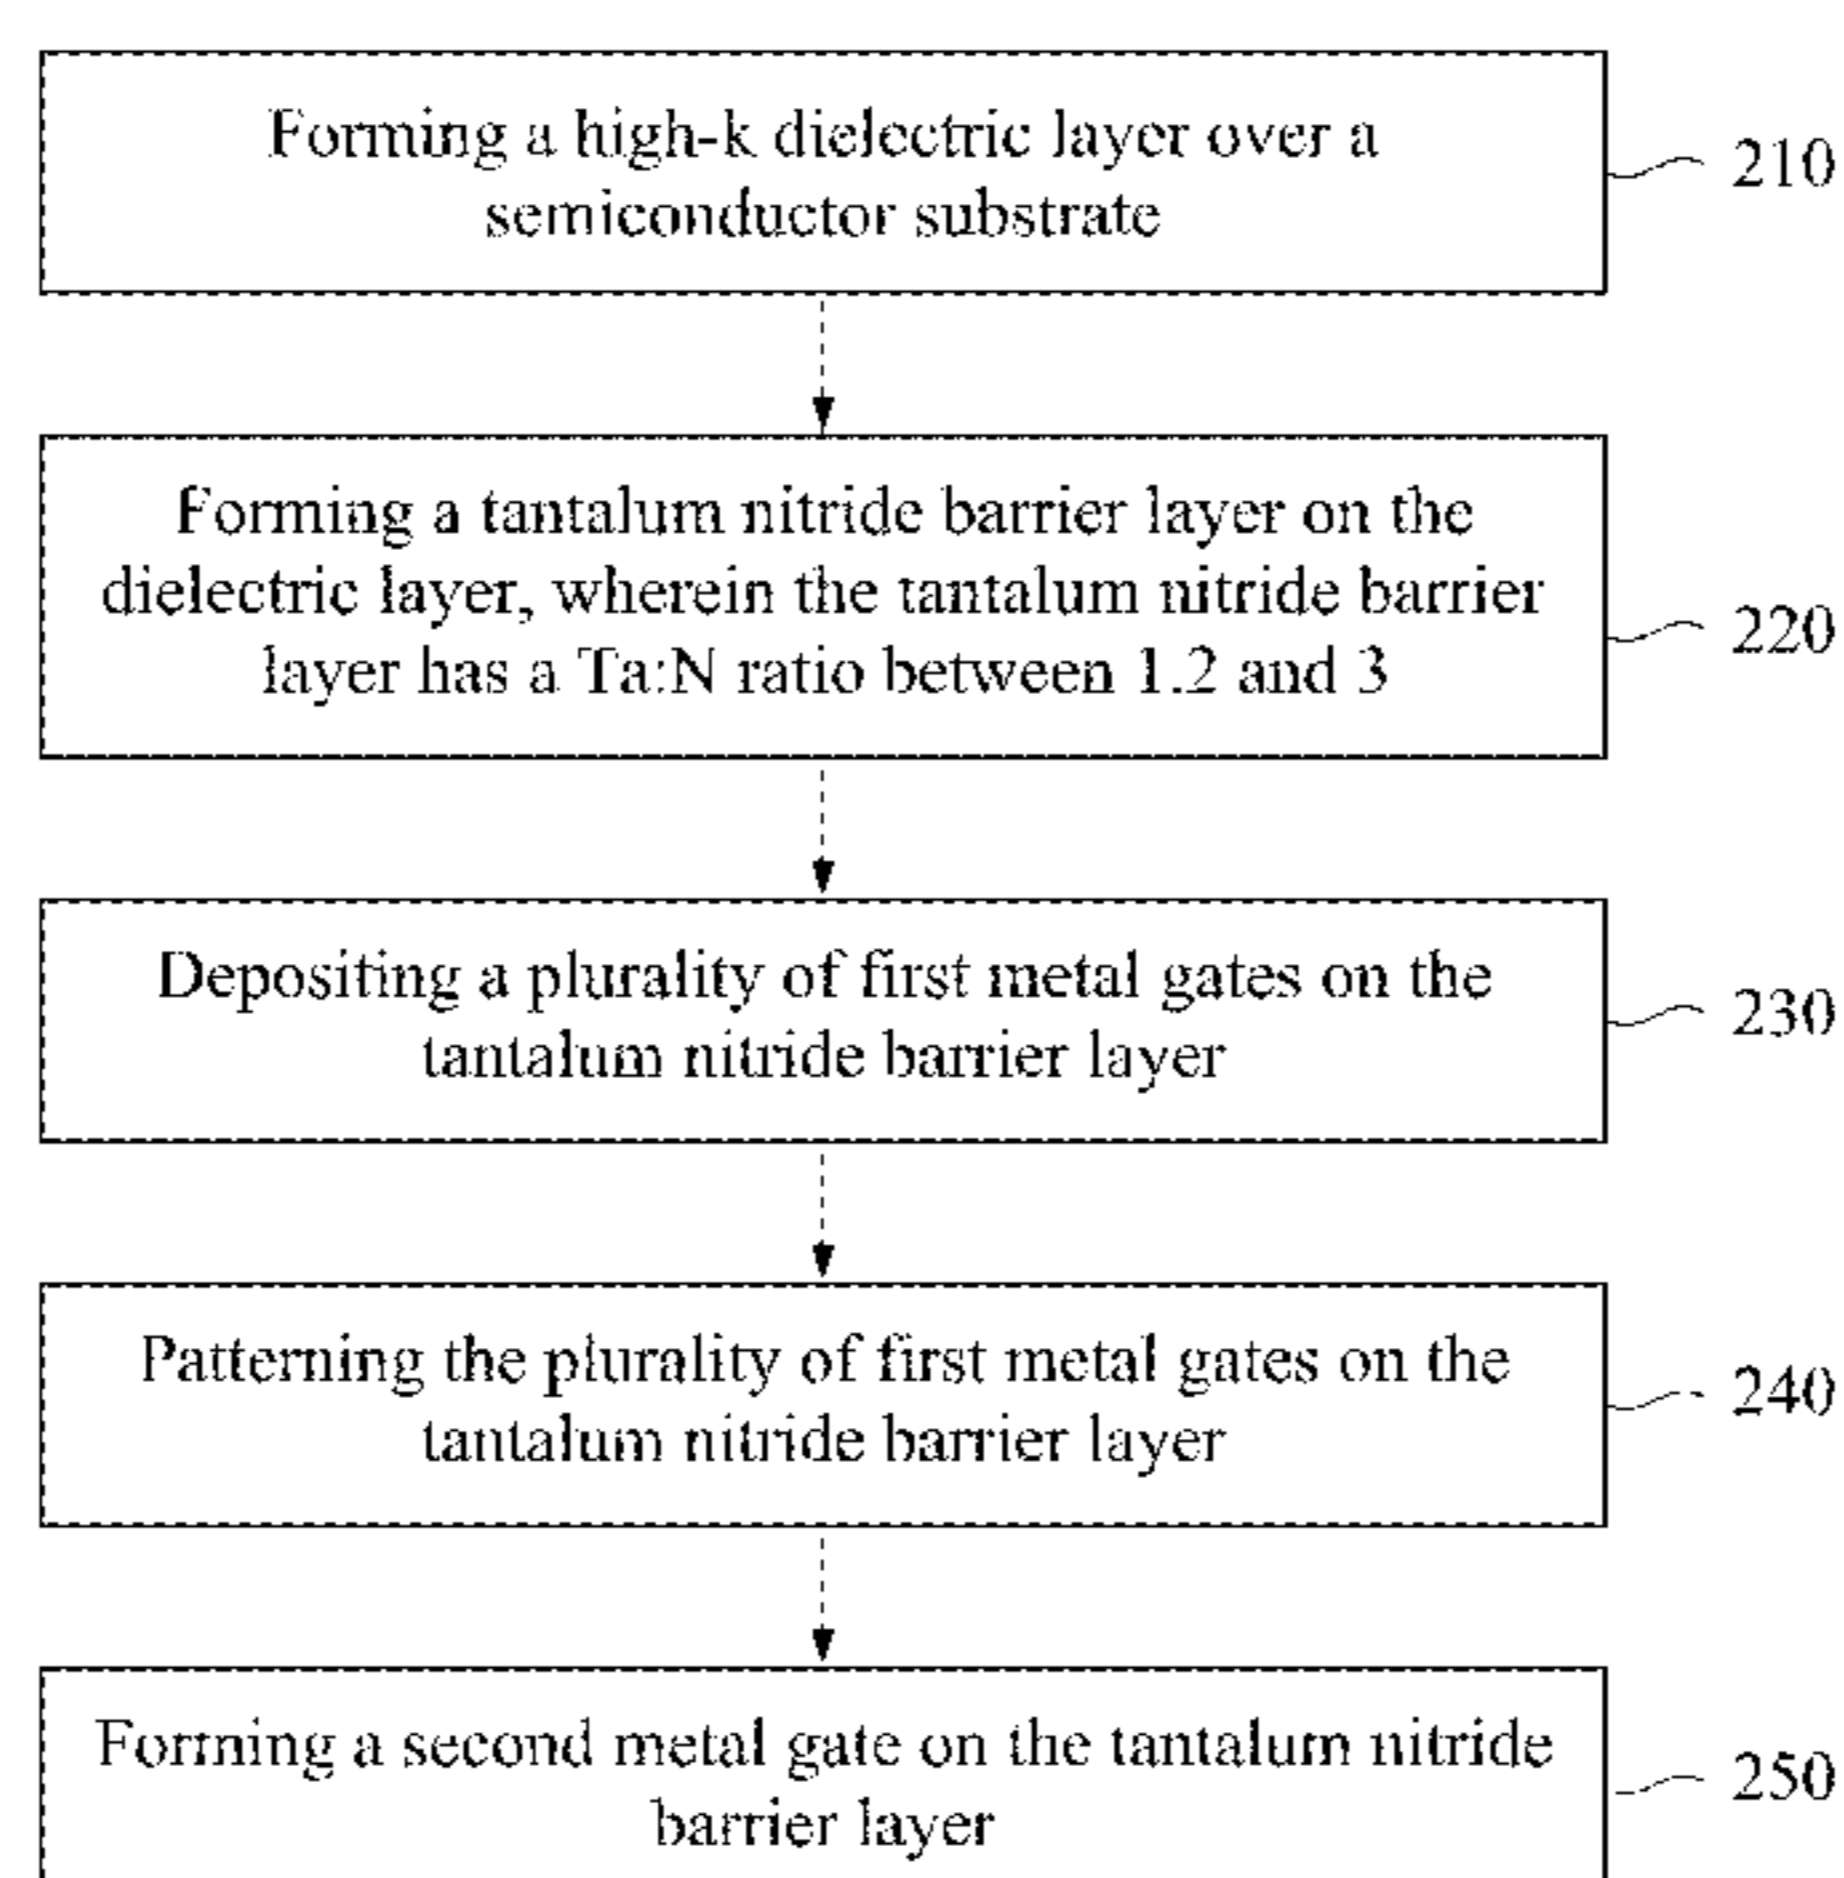 Forming a high-k dielectric layer over a
semiconductor substrate
210
Forming a tantalum nitride barrier layer on the
dielectric layer, wherein the tantalum nitride barrier
layer has a Ta:N ratio between 1.2 and 3
220
Depositing a plurality of first metal gates on the
tantalum nitride barrier layer
230
Patterning the plurality of first metal gates on the
tantalum nitride barrier layer
240
Forming a second metal gate on the tantalum nitride
barrier layer
250